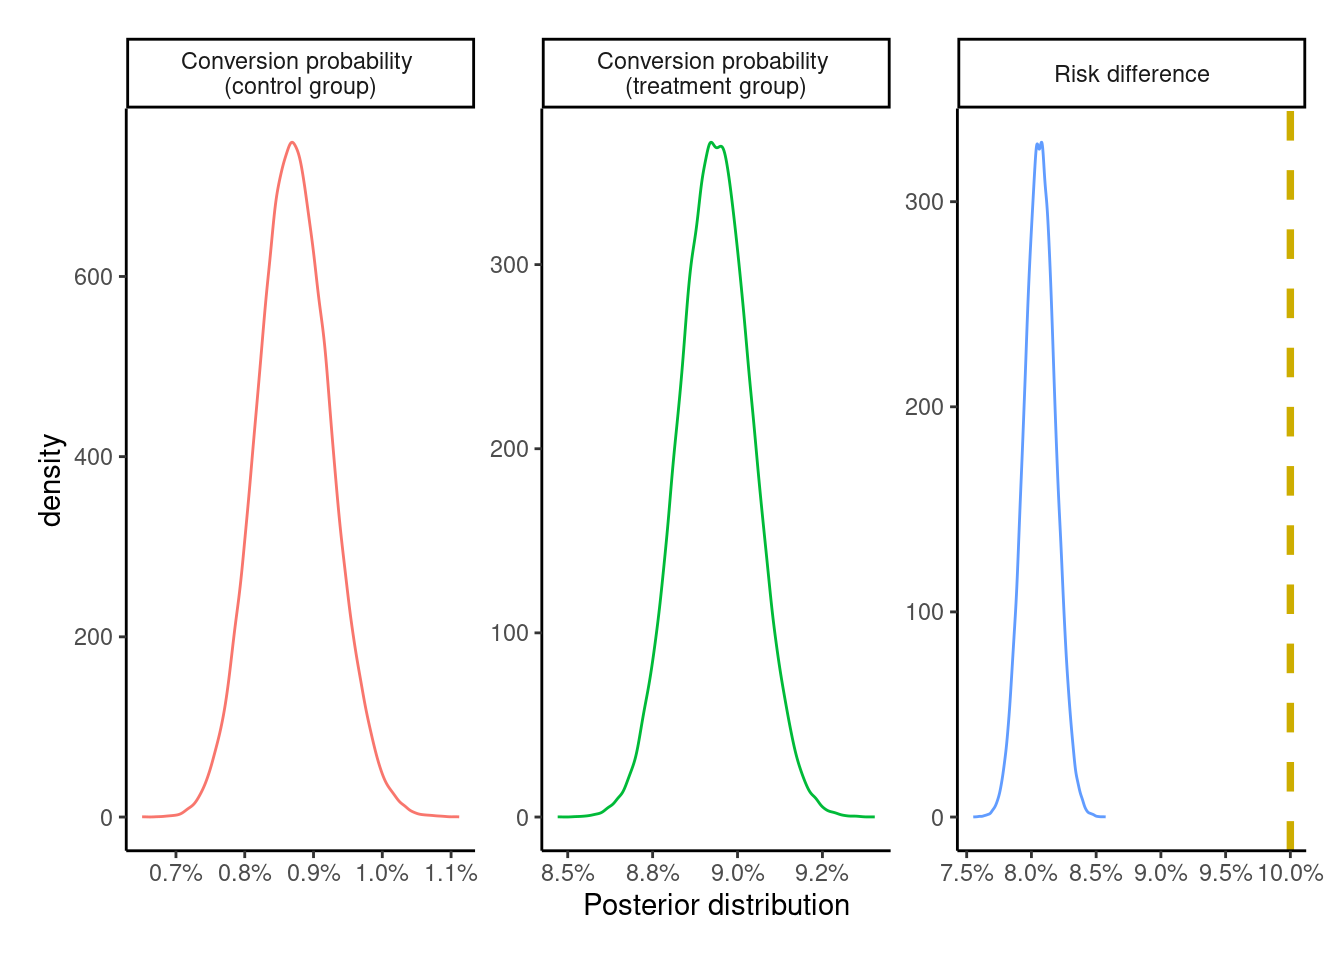 Conversion probability
(control group)
Conversion probability
(treatment group)
Risk difference
density
600
400
200
0
300
200
100
0
300
200
100
0
0.7% 0.8% 0.9% 1.0% 1.1%
8.5% 8.8% 9.0% 9.2%
7.5% 8.0% 8.5% 9.0% 9.5% 10.0%
Posterior distribution